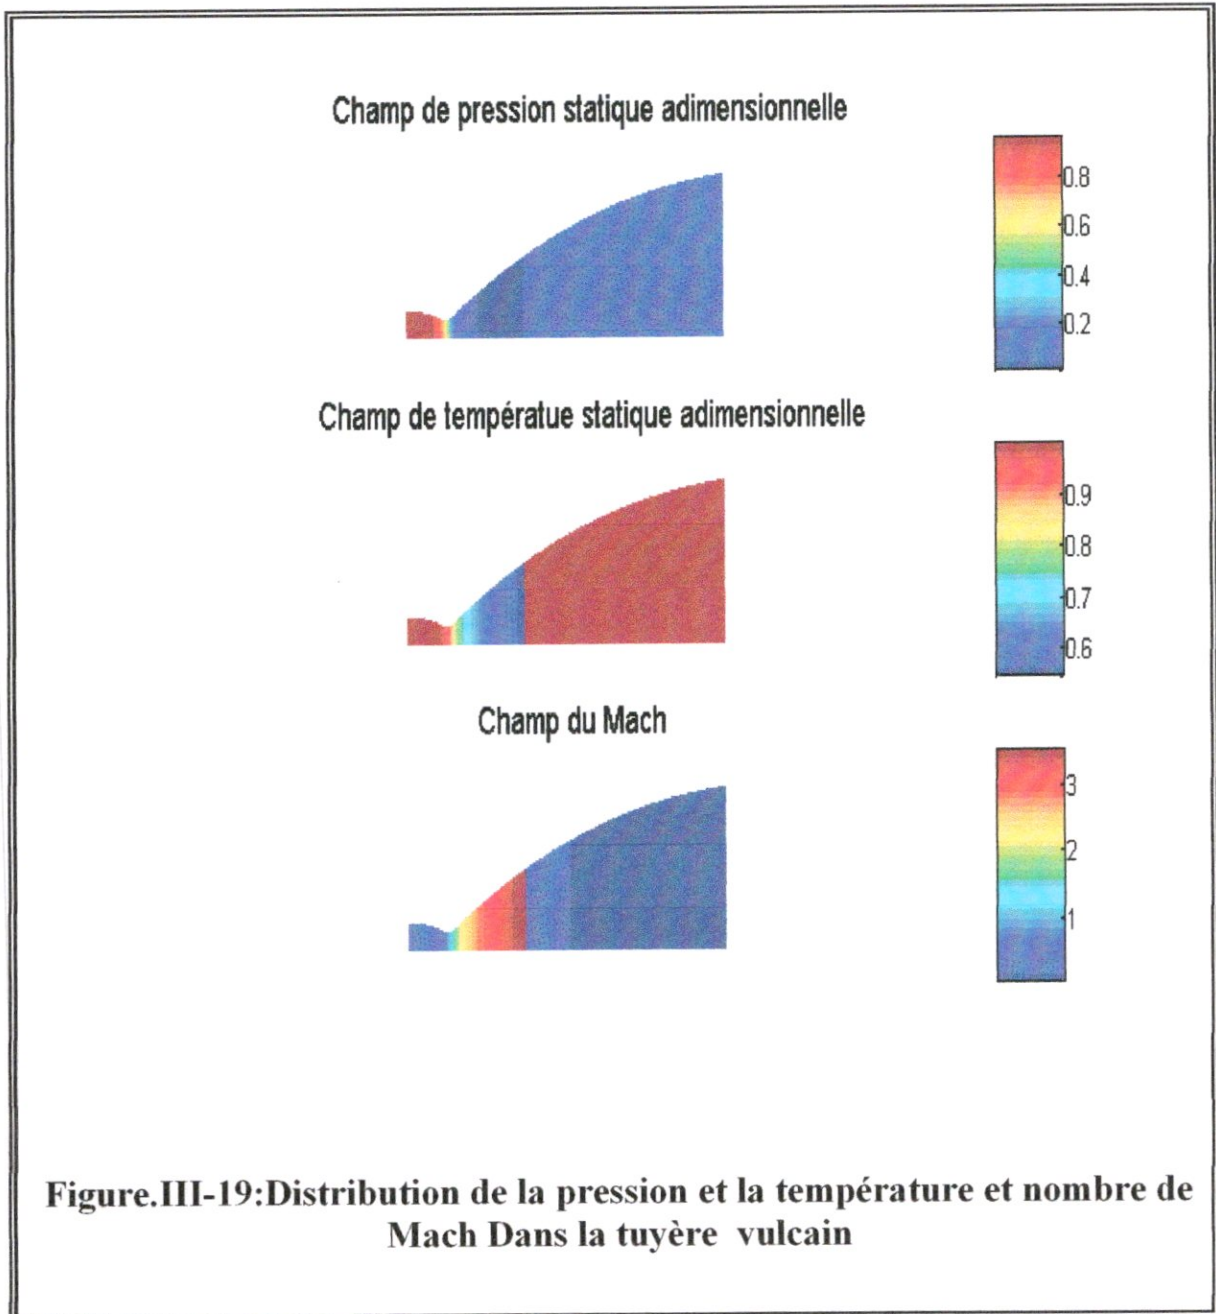 Champ de pression statique adimensionnelle
0.8
0.6
0.4
0.2
Champ de températue statique adimensionnelle
0.9
0.8
0.7
0.6
Champ du Mach
3
2
1
Figure.III-19:Distribution de la pression et la température et nombre de
Mach Dans la tuyère vulcain